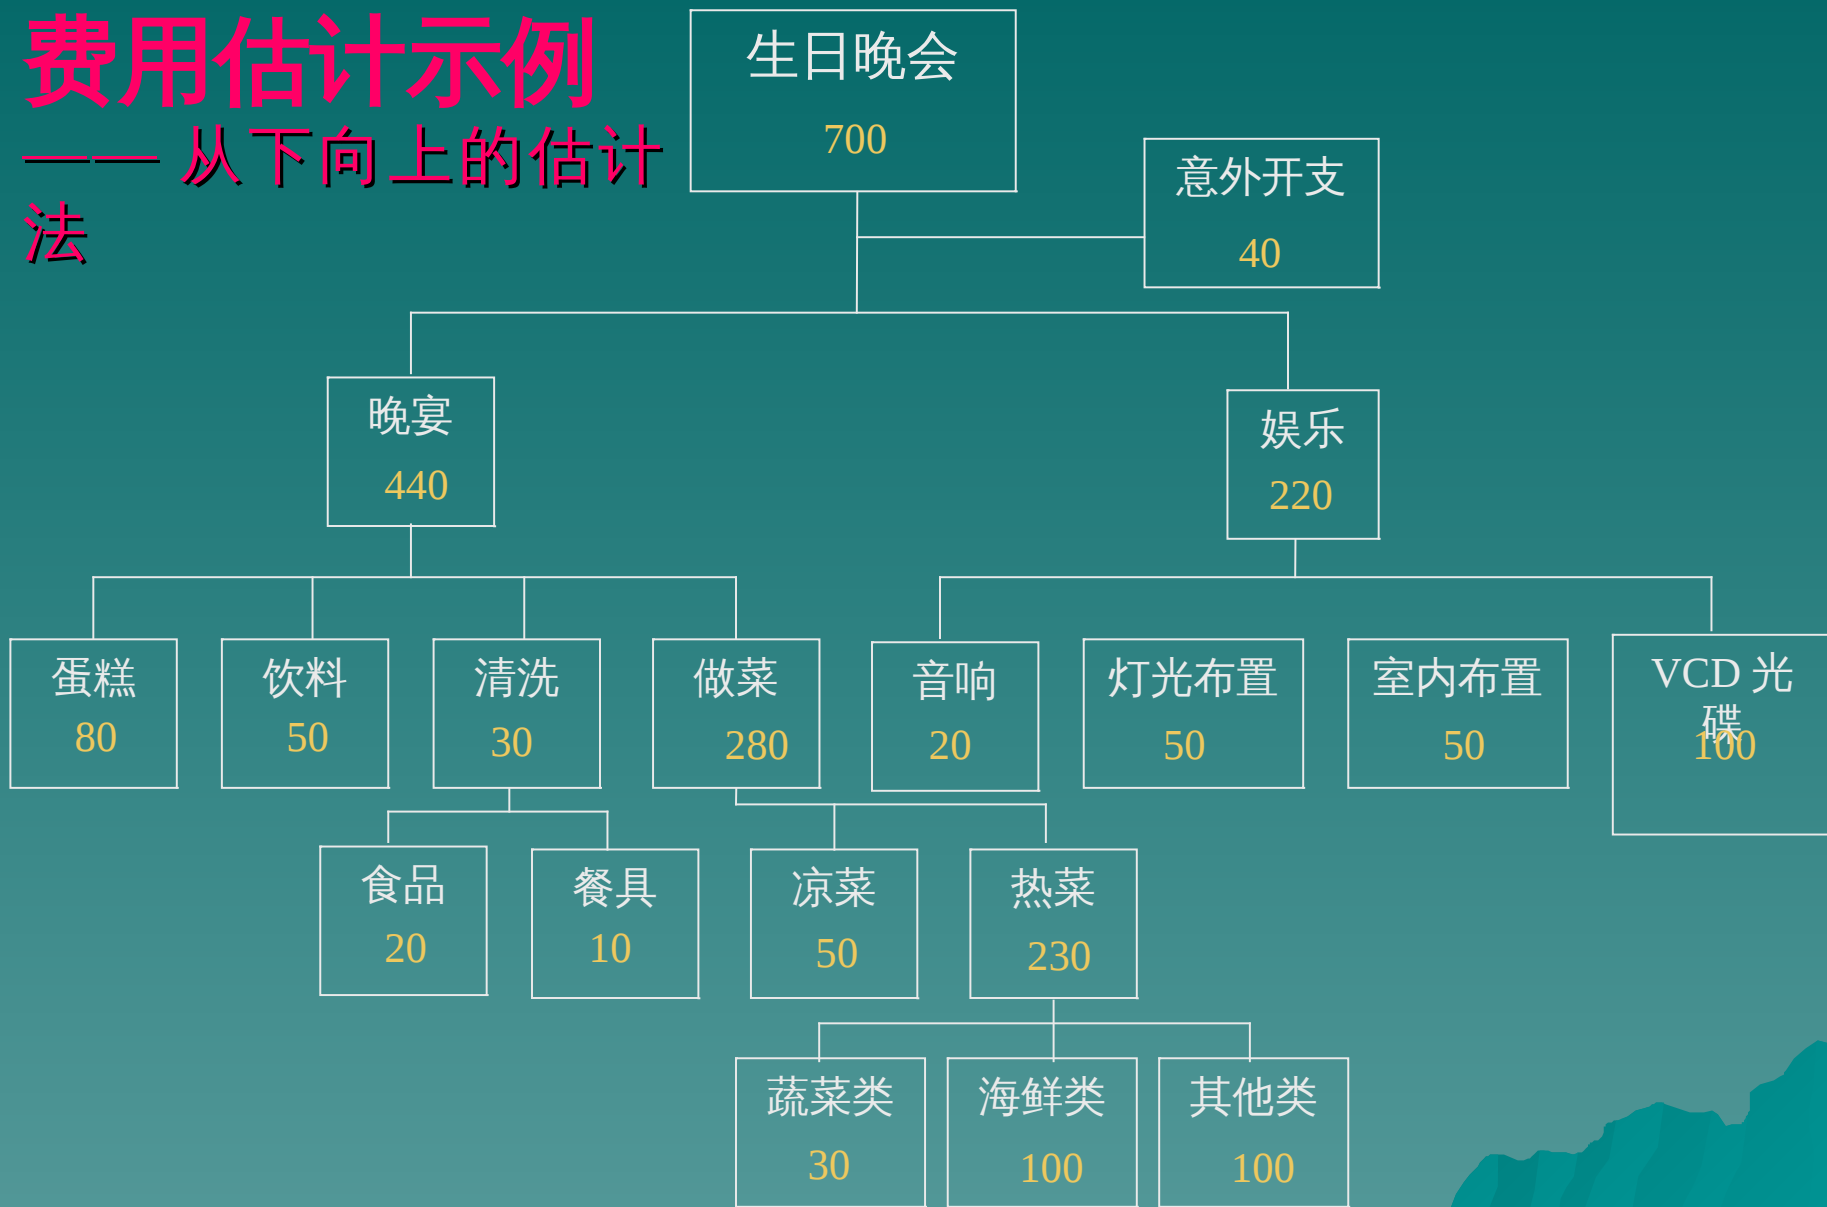 费用估计示例
—— 从下向上的估计
法
生日晚会
700
意外开支
40
晚宴
440
娱乐
220
蛋糕
80
饮料
50
清洗
30
做菜
280
音响
20
灯光布置
50
室内布置
50
VCD 光
碟
100
食品
20
餐具
10
凉菜
50
热菜
230
蔬菜类
30
海鲜类
100
其他类
100